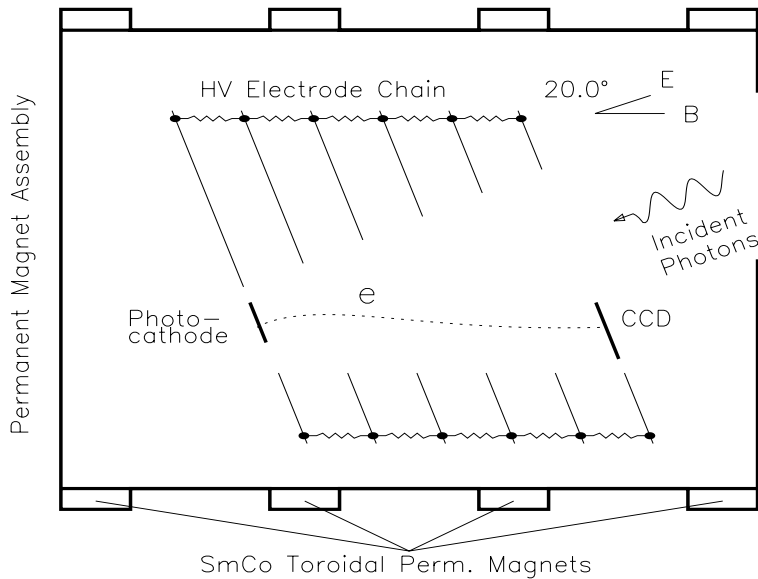 HV Electrode Chain
20.0°
E
B
Permanent Magnet Assembly
Incident
Photons
e
Photo-
cathode
CCD
SmCo Toroidal Perm. Magnets